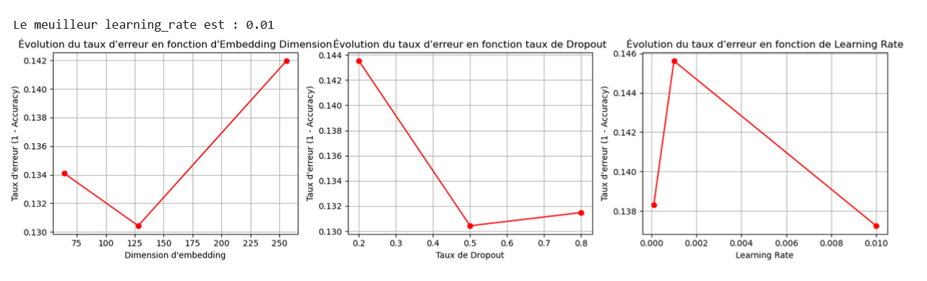 Le meuilleur learning_rate est : 0.01
Évolution du taux d'erreur en fonction d'Embedding Dimension
Évolution du taux d'erreur en fonction taux de Dropout
Évolution du taux d'erreur en fonction de Learning Rate
Taux d'erreur (1 - Accuracy)
0.142
0.140
0.138
0.136
0.134
0.132
0.130
75 100 125 150 175 200 225 250
Dimension d'embedding
Taux d'erreur (1 - Accuracy)
0.144
0.142
0.140
0.138
0.136
0.134
0.132
0.130
0.2 0.3 0.4 0.5 0.6 0.7 0.8
Taux de Dropout
Taux d'erreur (1 - Accuracy)
0.146
0.144
0.142
0.140
0.138
0.000 0.002 0.004 0.006 0.008 0.010
Learning Rate